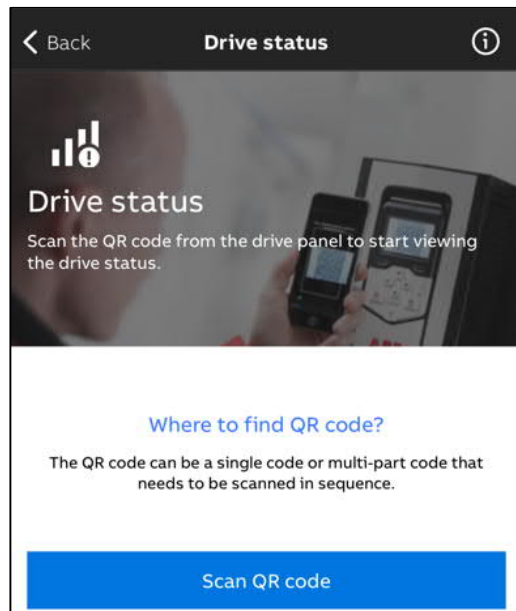 Back
Drive status
Drive status
Scan the QR code from the drive panel to start viewing
the drive status.
Where to find QR code?
The QR code can be a single code or multi-part code that
needs to be scanned in sequence.
Scan QR code